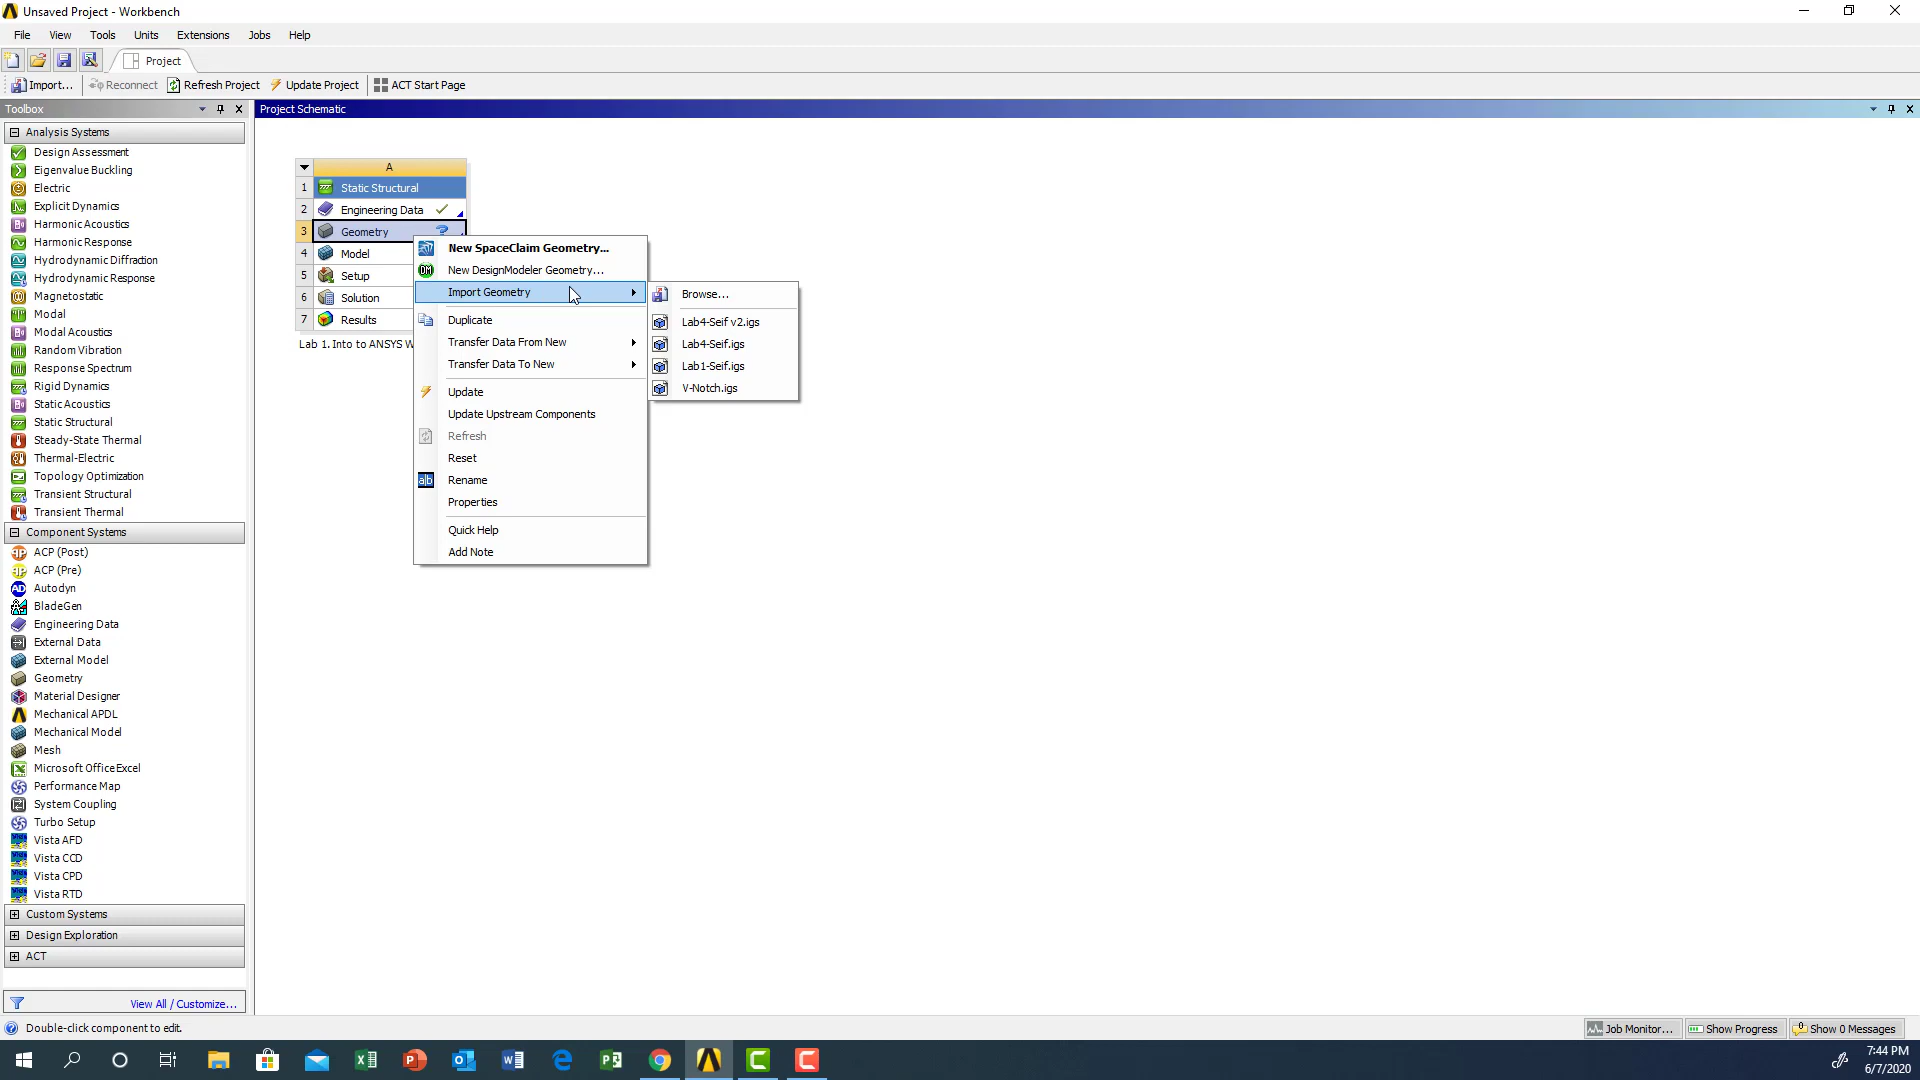 Unsaved Project - Workbench
File View Tools Units Extensions Jobs Help
Project
Import... Reconnect Refresh Project Update Project ACT Start Page
Toolbox
Project Schematic
Analysis Systems
Design Assessment
Eigenvalue Buckling
Electric
Explicit Dynamics
Harmonic Acoustics
Harmonic Response
Hydrodynamic Diffraction
Hydrodynamic Response
Magnetostatic
Modal
Modal Acoustics
Random Vibration
Response Spectrum
Rigid Dynamics
Static Acoustics
Static Structural
Steady-State Thermal
Thermal-Electric
Topology Optimization
Transient Structural
Transient Thermal
Component Systems
ACP (Post)
ACP (Pre)
Autodyn
BladeGen
Engineering Data
External Data
External Model
Geometry
Material Designer
Mechanical APDL
Mechanical Model
Mesh
Microsoft Office Excel
Performance Map
System Coupling
Turbo Setup
Vista AFD
Vista CCD
Vista CPD
Vista RTD
Custom Systems
Design Exploration
ACT
View All / Customize...
A
1 Static Structural
2 Engineering Data
3 Geometry
4 Model
5 Setup
6 Solution
7 Results
Lab 1. Into to ANSYS W
New SpaceClaim Geometry...
New DesignModeler Geometry...
Import Geometry
Duplicate
Transfer Data From New
Transfer Data To New
Update
Update Upstream Components
Refresh
Reset
Rename
Properties
Quick Help
Add Note
Browse...
Lab4-Seif v2.igs
Lab4-Seif.igs
Lab1-Seif.igs
V-Notch.igs
Double-click component to edit.
Job Monitor... Show Progress Show 0 Messages
7:44 PM
6/7/2020